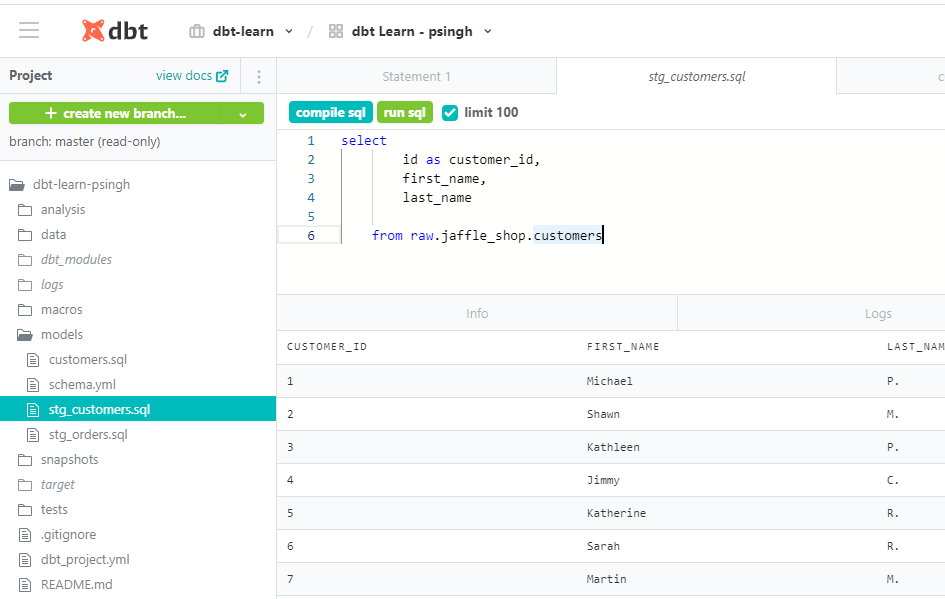 dbt dbt-learn / dbt Learn - psingh
Project view docs
Statement 1 stg_customers.sql c
create new branch...
compile sql run sql limit 100
branch: master (read-only)
1 select
2 id as customer_id,
3 first_name,
4 last_name
5
6 from raw.jaffle_shop.customers
dbt-learn-psingh
analysis
data
dbt_modules
logs
macros
models
customers.sql
schema.yml
stg_customers.sql
stg_orders.sql
snapshots
target
tests
.gitignore
dbt_project.yml
README.md
Info Logs
CUSTOMER_ID FIRST_NAME LAST_NAM
1 Michael P.
2 Shawn M.
3 Kathleen P.
4 Jimmy C.
5 Katherine R.
6 Sarah R.
7 Martin M.